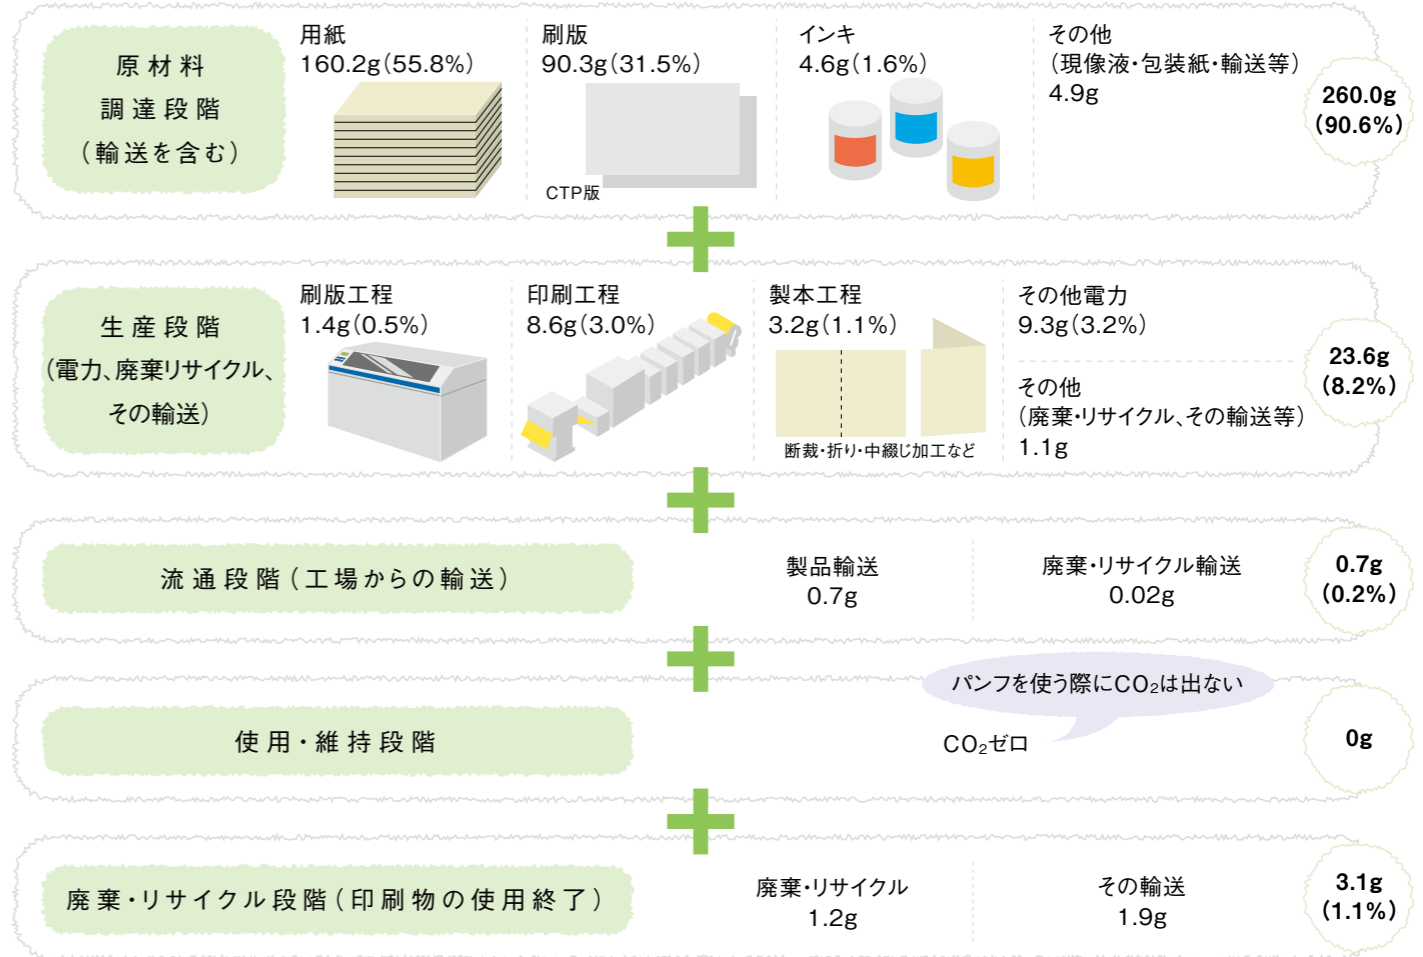 原材料
調達段階
（輸送を含む）
用紙
160.2g（55.8%）
刷版
90.3g（31.5%）
CTP版
インキ
4.6g（1.6%）
その他
（現像液・包装紙・輸送等）
4.9g
260.0g
（90.6%）
生産段階
（電力、廃棄リサイクル、
その輸送）
刷版工程
1.4g（0.5%）
印刷工程
8.6g（3.0%）
製本工程
3.2g（1.1%）
断裁・折り・中綴じ加工など
その他電力
9.3g（3.2%）
その他
（廃棄・リサイクル、その輸送等）
1.1g
23.6g
（8.2%）
流通段階（工場からの輸送）
製品輸送
0.7g
廃棄・リサイクル輸送
0.02g
0.7g
（0.2%）
使用・維持段階
パンフを使う際にCO₂は出ない
CO₂ゼロ
0g
廃棄・リサイクル段階（印刷物の使用終了）
廃棄・リサイクル
1.2g
その輸送
1.9g
3.1g
（1.1%）